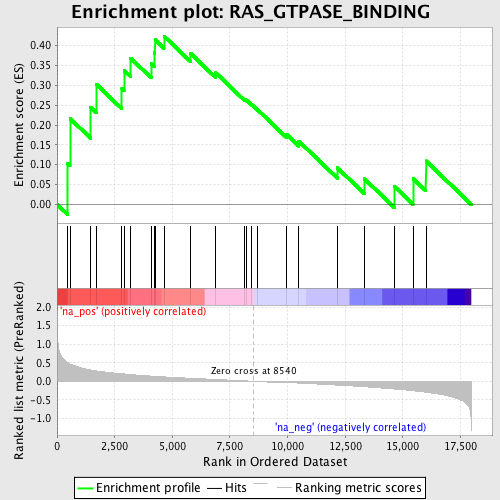 Enrichment plot: RAS_GTPASE_BINDING
Enrichment score (ES)
0.40
0.35
0.30
0.25
0.20
0.15
0.10
0.05
0.00
'na_pos' (positively correlated)
Ranked list metric (PreRanked)
2.0
1.5
1.0
0.5
0.0
-0.5
-1.0
Zero cross at 8540
'na_neg' (negatively correlated)
0 2,500 5,000 7,500 10,000 12,500 15,000 17,500
Rank in Ordered Dataset
Enrichment profile Hits Ranking metric scores